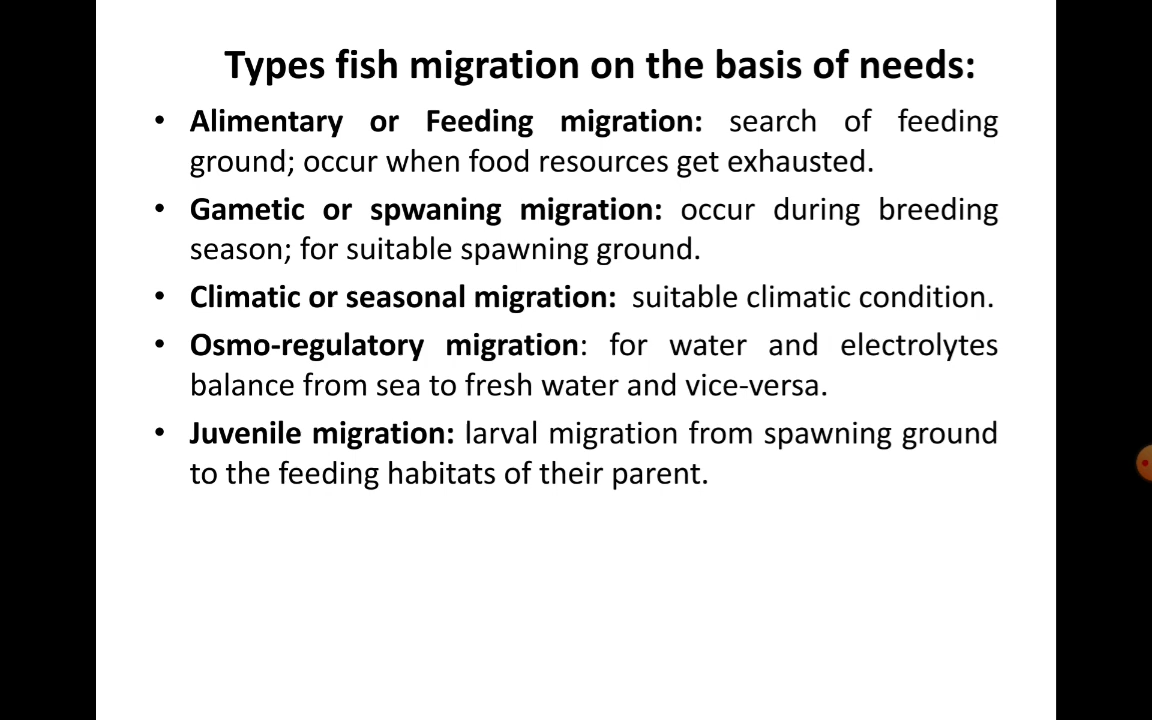 Types fish migration on the basis of needs:
• Alimentary or Feeding migration: search of feeding
ground; occur when food resources get exhausted.
• Gametic or spwaning migration: occur during breeding
season; for suitable spawning ground.
• Climatic or seasonal migration: suitable climatic condition.
• Osmo-regulatory migration: for water and electrolytes
balance from sea to fresh water and vice-versa.
• Juvenile migration: larval migration from spawning ground
to the feeding habitats of their parent.